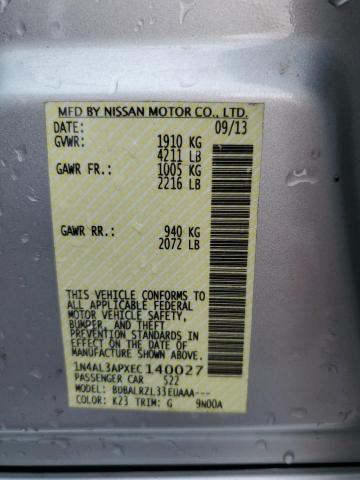 MFD BY NISSAN MOTOR CO., LTD.
DATE: 09/13
GVWR: 1910 KG
4211 LB
GAWR FR.: 1005 KG
2216 LB
GAWR RR.: 940 KG
2072 LB
THIS VEHICLE CONFORMS TO
ALL APPLICABLE FEDERAL
MOTOR VEHICLE SAFETY,
BUMPER, AND THEFT
PREVENTION STANDARDS
IN EFFECT ON THE DATE OF
MANUFACTURE SHOWN ABOVE.
1N4AL3APXEC140027
PASSENGER CAR 522
MODEL: BDBALRZL33EUAAA---
COLOR: K23 TRIM: G 9N00A